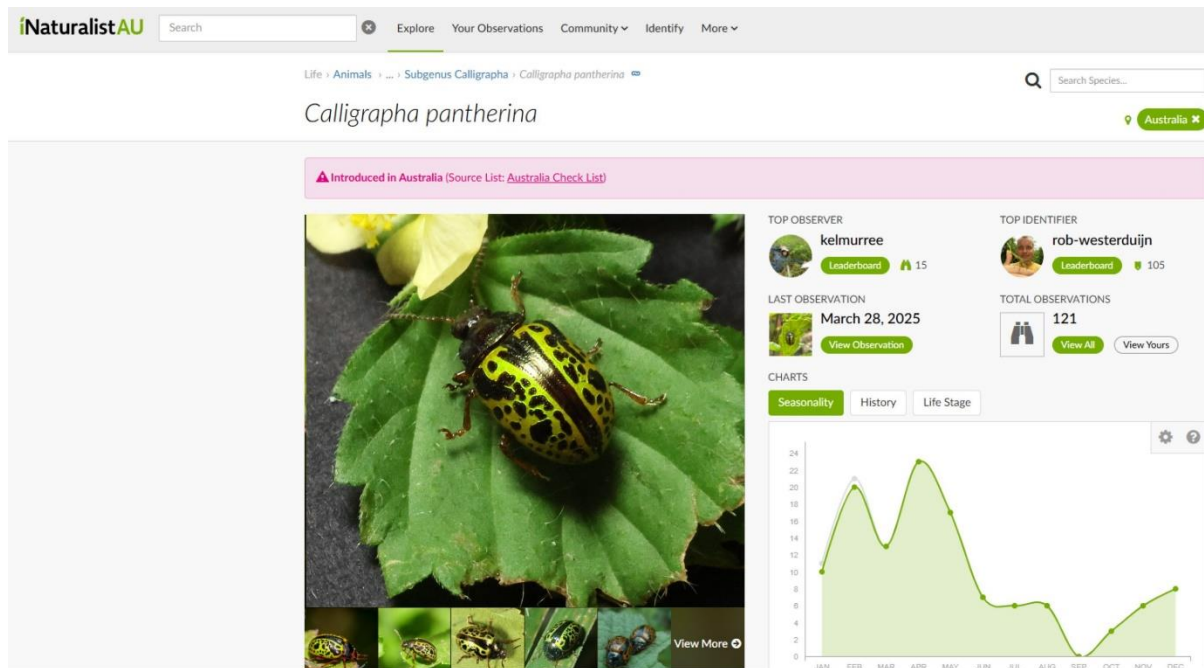 iNaturalistAU Search Explore Your Observations Community Identify More
Life › Animals › ... › Subgenus Calligrapha › Calligrapha pantherina
Search Species...
Calligrapha pantherina
Australia
Introduced in Australia (Source List: Australia Check List)
TOP OBSERVER
kelmurree
Leaderboard 15
TOP IDENTIFIER
rob-westerduijn
Leaderboard 105
LAST OBSERVATION
March 28, 2025
View Observation
TOTAL OBSERVATIONS
121
View All View Yours
CHARTS
Seasonality History Life Stage
24
22
20
18
16
14
12
10
8
6
4
2
0
JAN FEB MAR APR MAY JUN JUL AUG SEP OCT NOV DEC
View More